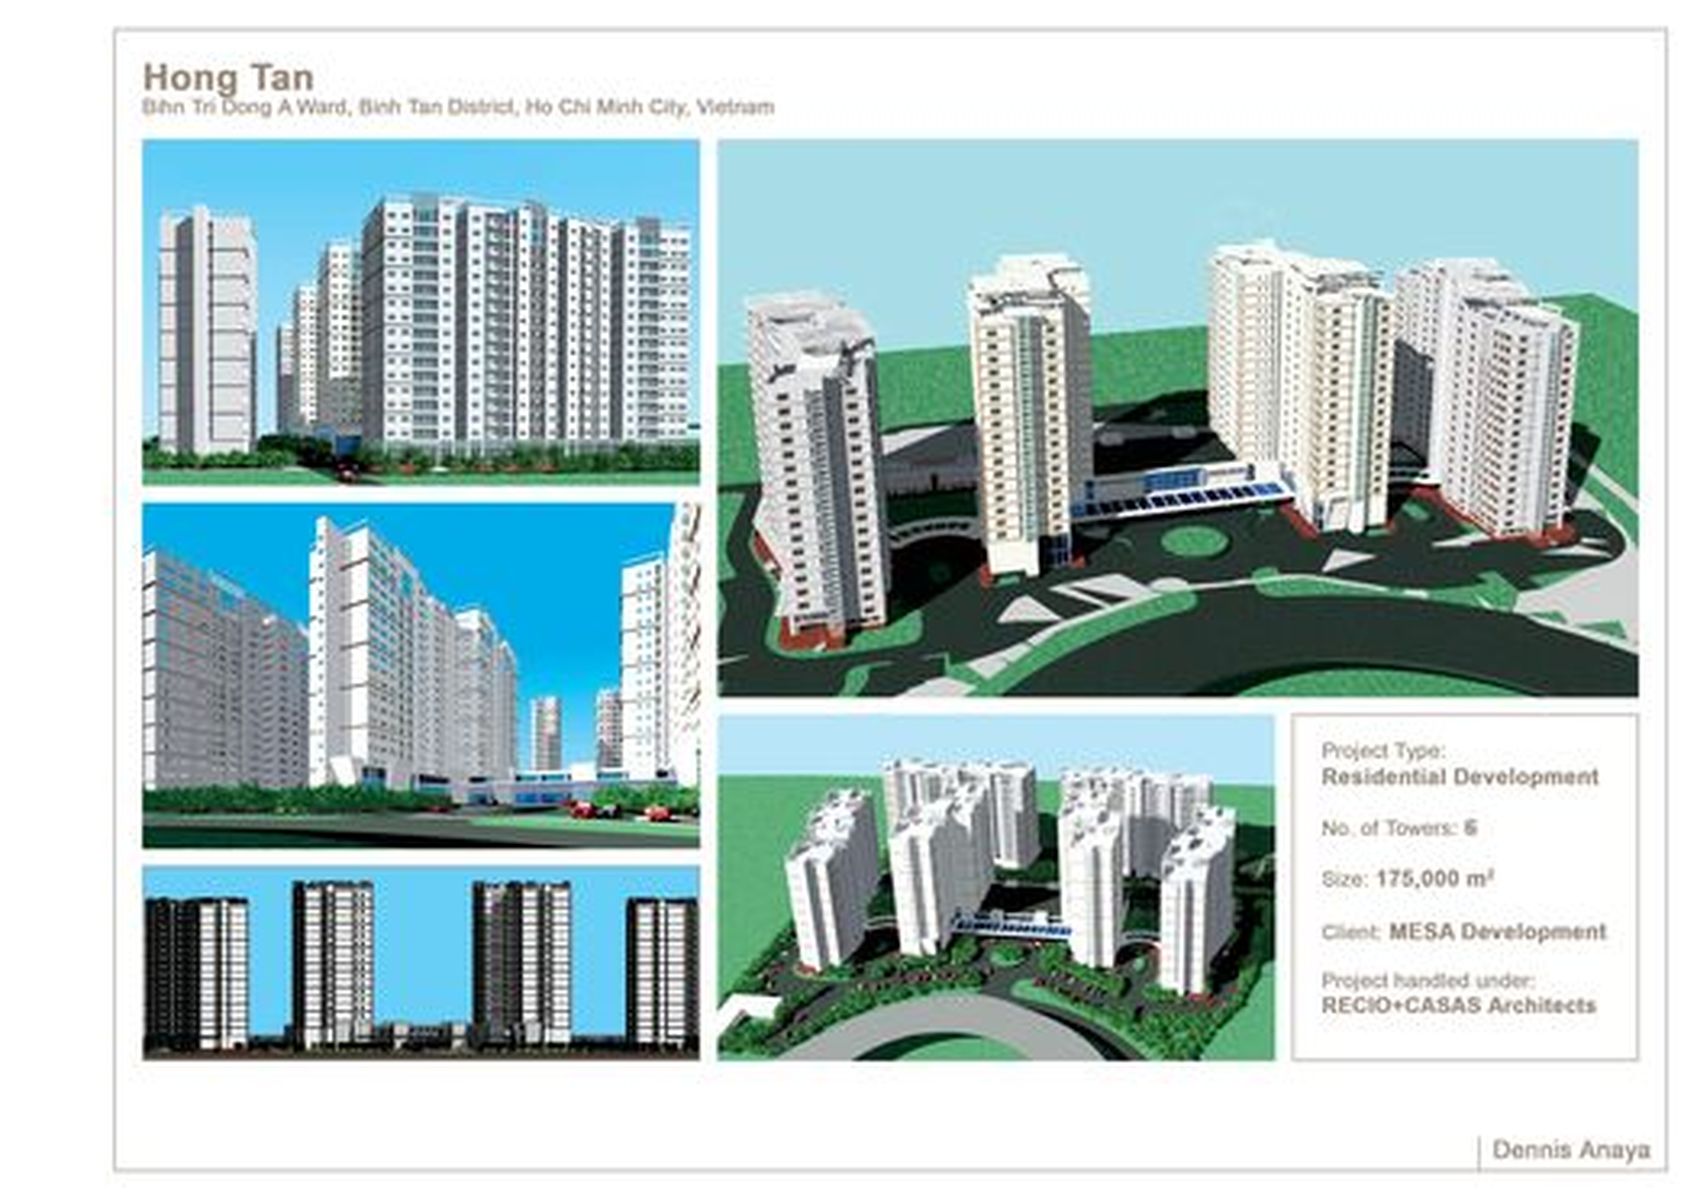 Hong Tan
Bihn Tri Dong A Ward, Binh Tan District, Ho Chi Minh City, Vietnam
Project Type:
Residential Development
No. of Towers: 6
Size: 175,000 m²
Client: MESA Development
Project handled under:
RECIO+CASAS Architects
Dennis Anaya